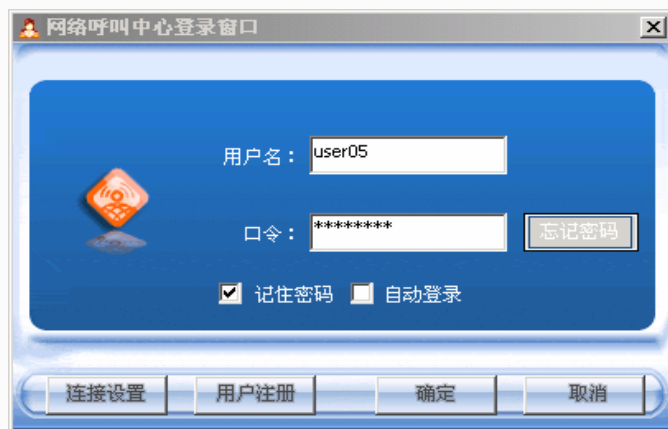 网络呼叫中心登录窗口
用户名： user05
口令： ******** 忘记密码
记住密码 自动登录
连接设置 用户注册 确定 取消